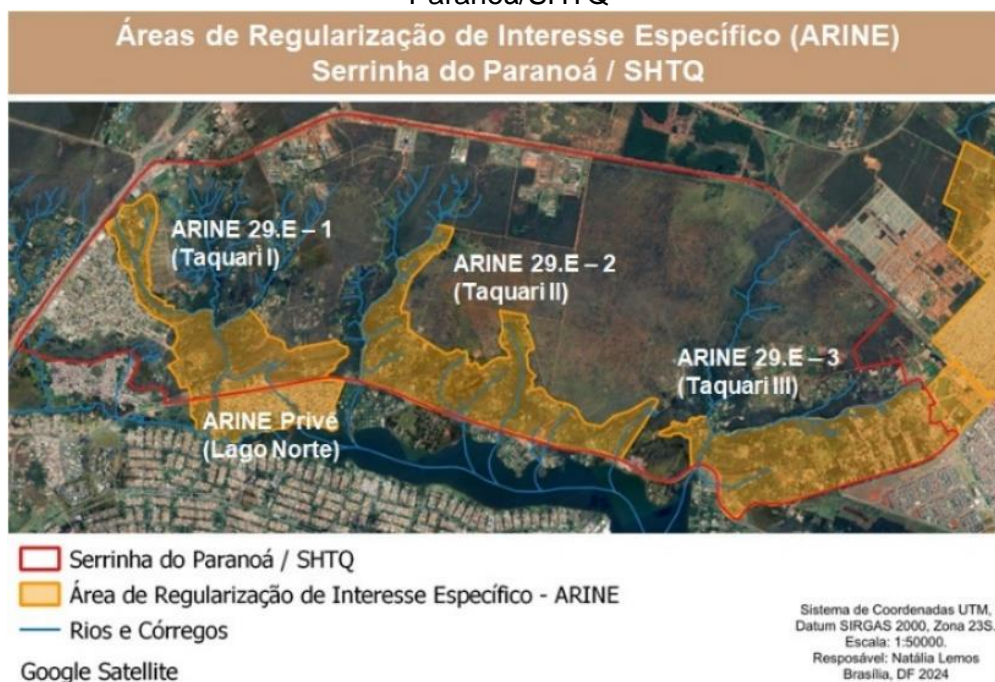 Paranoá/SHTQ
Áreas de Regularização de Interesse Específico (ARINE)
Serrinha do Paranoá / SHTQ
ARINE 29.E – 1
(Taquari I)
ARINE 29.E – 2
(Taquari II)
ARINE 29.E – 3
(Taquari III)
ARINE Privê
(Lago Norte)
Serrinha do Paranoá / SHTQ
Área de Regularização de Interesse Específico - ARINE
Rios e Córregos
Google Satellite
Sistema de Coordenadas UTM,
Datum SIRGAS 2000, Zona 23S.
Escala: 1:50000.
Resposável: Natália Lemos
Brasília, DF 2024